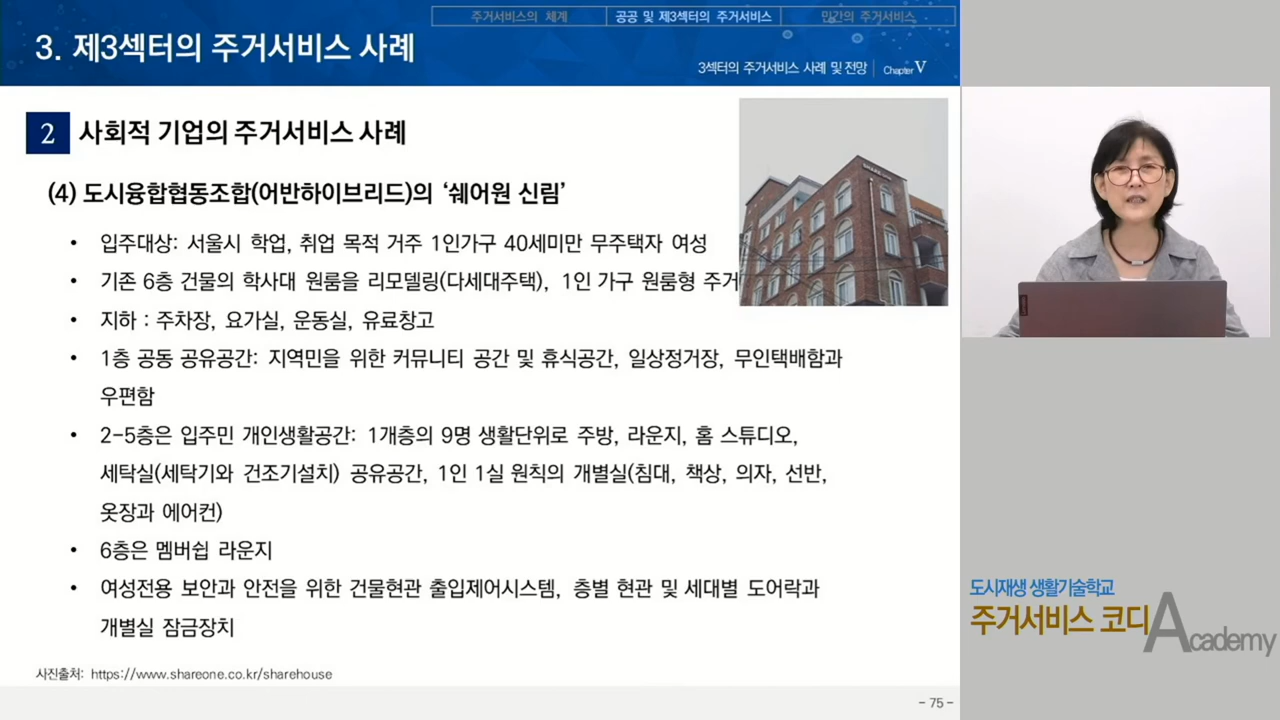 주거서비스의 체계
공공 및 제3섹터의 주거서비스
민간의 주거서비스
3. 제3섹터의 주거서비스 사례
3섹터의 주거서비스 사례 및 전망
Chapter V
2 사회적 기업의 주거서비스 사례
(4) 도시융합협동조합(어반하이브리드)의 ‘쉐어원 신림’
• 입주대상: 서울시 학업, 취업 목적 거주 1인가구 40세미만 무주택자 여성
• 기존 6층 건물의 학사대 원룸을 리모델링(다세대주택), 1인 가구 원룸형 주거
• 지하 : 주차장, 요가실, 운동실, 유료창고
• 1층 공동 공유공간: 지역민을 위한 커뮤니티 공간 및 휴식공간, 일상정거장, 무인택배함과
우편함
• 2-5층은 입주민 개인생활공간: 1개층의 9명 생활단위로 주방, 라운지, 홈 스튜디오,
세탁실(세탁기와 건조기설치) 공유공간, 1인 1실 원칙의 개별실(침대, 책상, 의자, 선반,
옷장과 에어컨)
• 6층은 멤버쉽 라운지
• 여성전용 보안과 안전을 위한 건물현관 출입제어시스템, 층별 현관 및 세대별 도어락과
개별실 잠금장치
사진출처: https://www.shareone.co.kr/sharehouse
- 75 -
도시재생 생활기술학교
주거서비스 코디 Academy